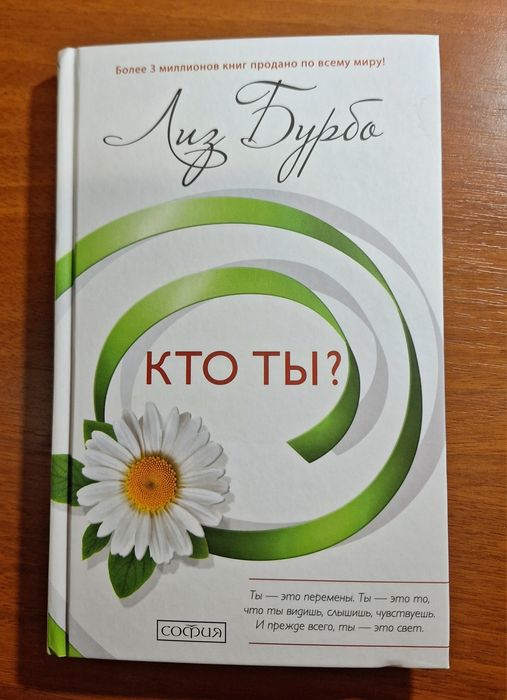 Более 3 миллионов книг продано по всему миру!
Лиз Бурбо
КТО ТЫ?
Ты — это перемены. Ты — это то,
что ты видишь, слышишь, чувствуешь.
И прежде всего, ты — это свет.
СОФИЯ